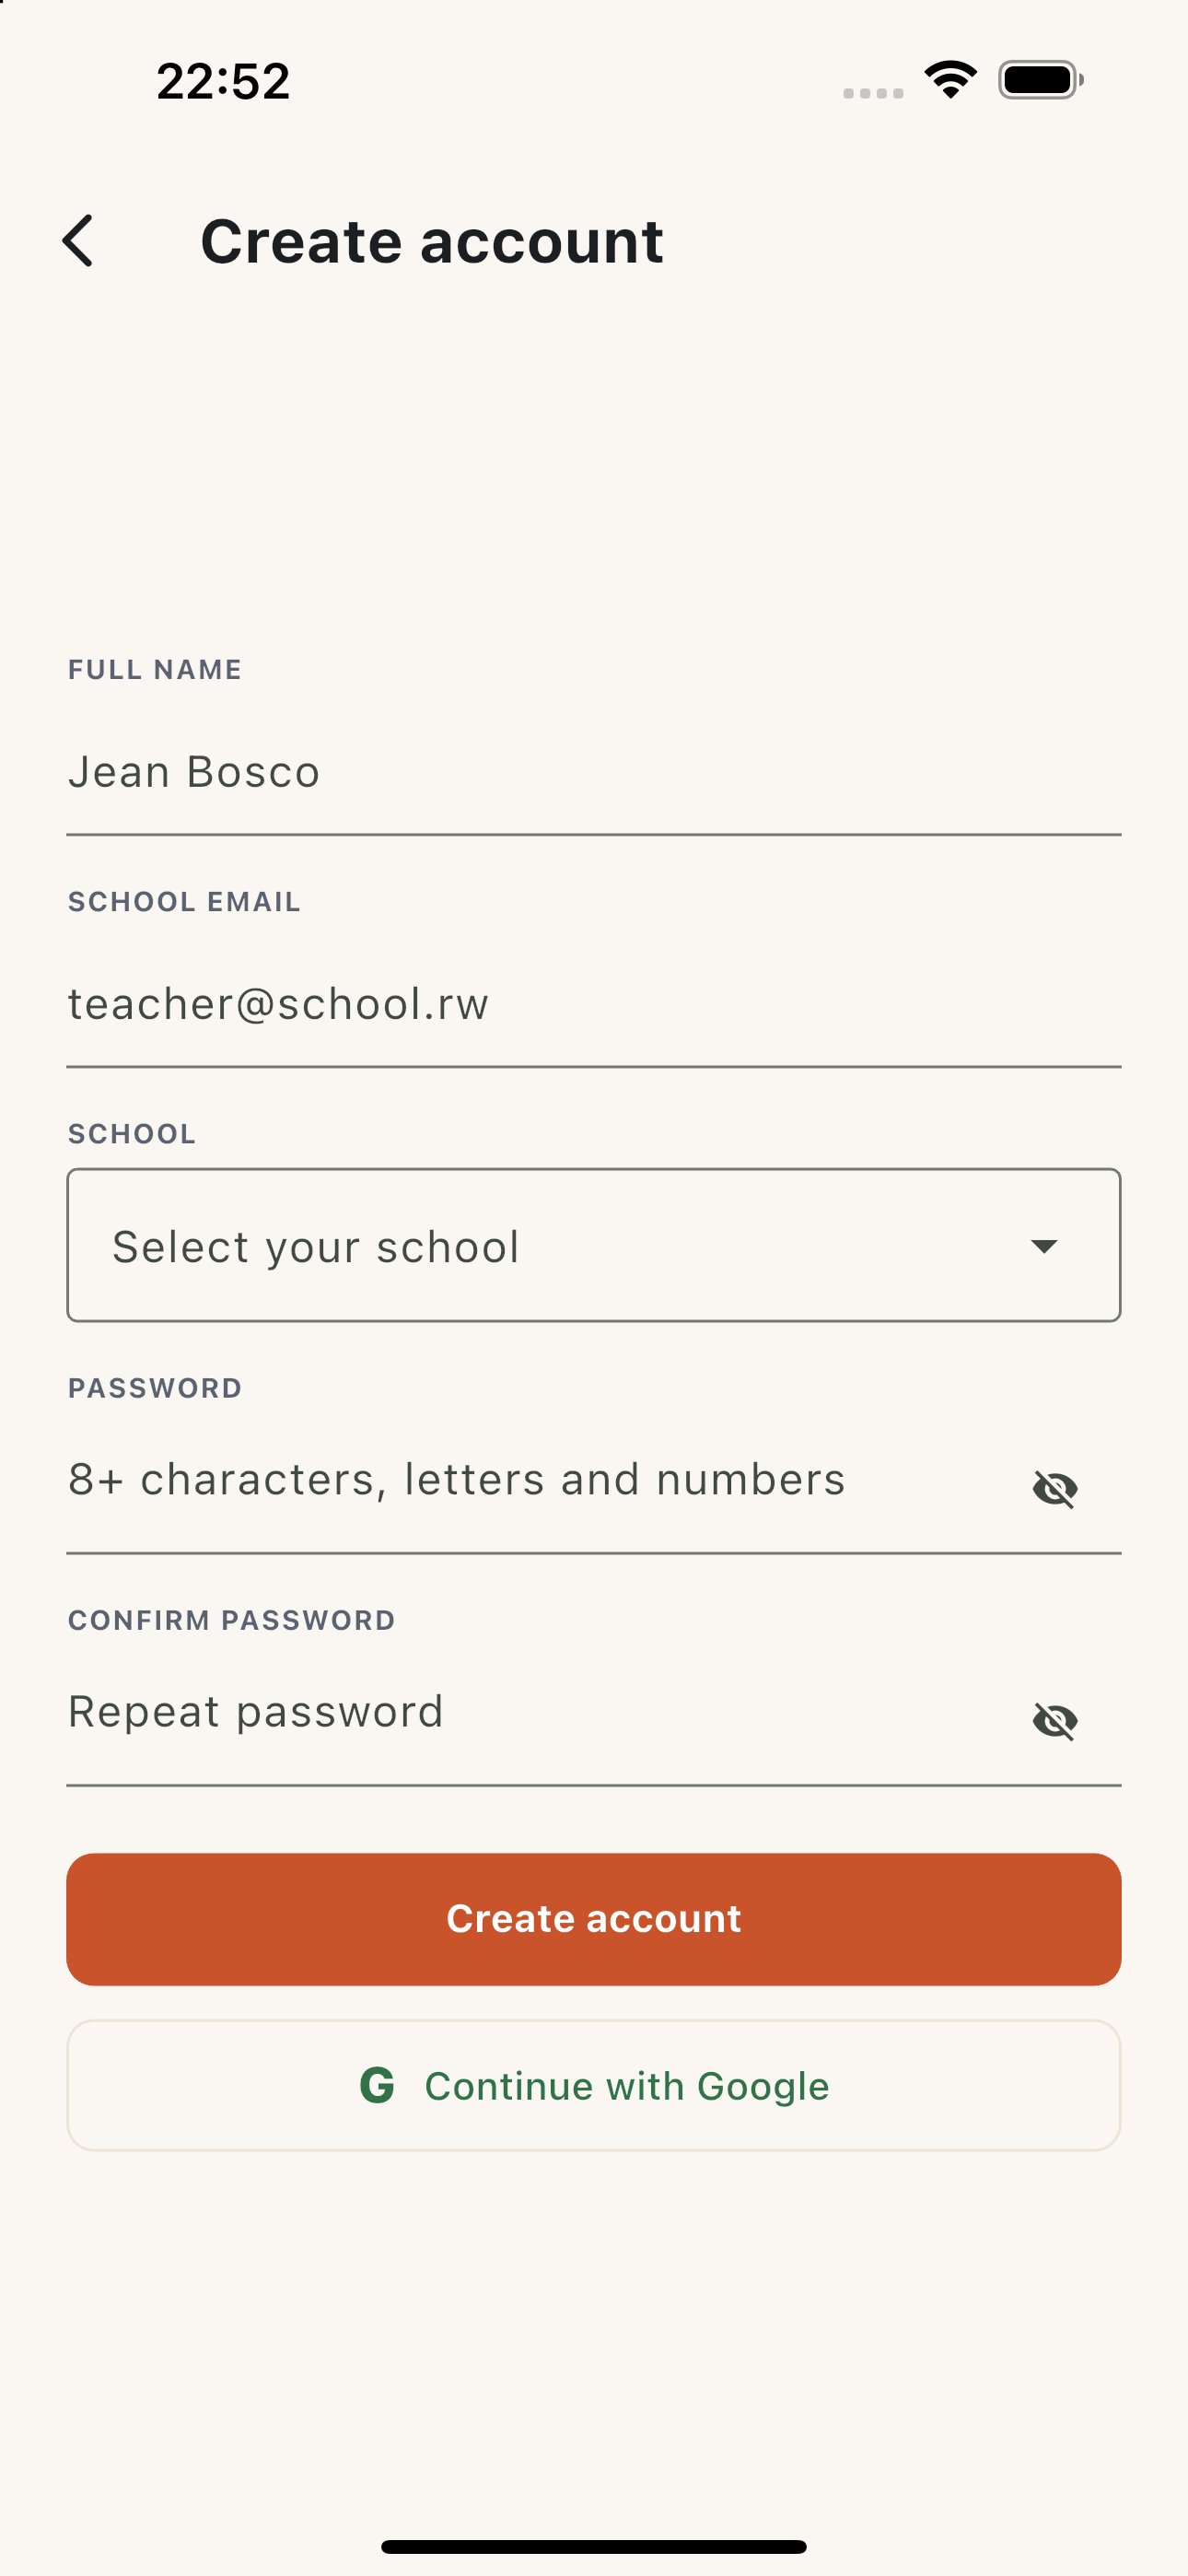 22:52
Create account
FULL NAME
Jean Bosco
SCHOOL EMAIL
teacher@school.rw
SCHOOL
Select your school
PASSWORD
8+ characters, letters and numbers
CONFIRM PASSWORD
Repeat password
Create account
G Continue with Google